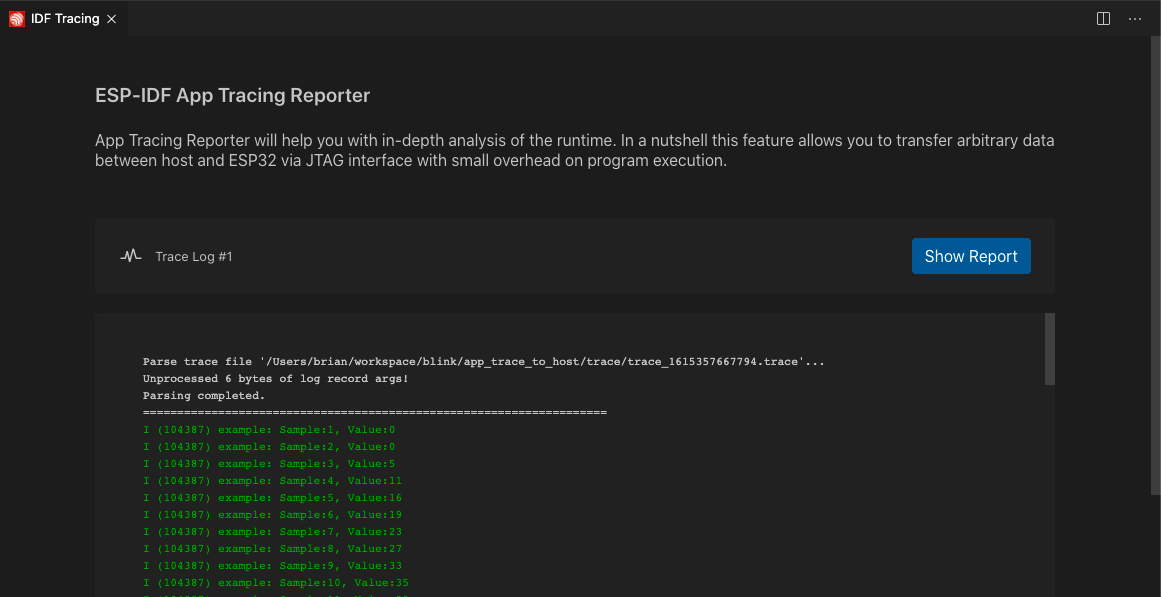 IDF Tracing
ESP-IDF App Tracing Reporter
App Tracing Reporter will help you with in-depth analysis of the runtime. In a nutshell this feature allows you to transfer arbitrary data
between host and ESP32 via JTAG interface with small overhead on program execution.
Trace Log #1
Show Report
Parse trace file '/Users/brian/workspace/blink/app_trace_to_host/trace/trace_1615357667794.trace'...
Unprocessed 6 bytes of log record args!
Parsing completed.
====================================================================
I (104387) example: Sample:1, Value:0
I (104387) example: Sample:2, Value:0
I (104387) example: Sample:3, Value:5
I (104387) example: Sample:4, Value:11
I (104387) example: Sample:5, Value:16
I (104387) example: Sample:6, Value:19
I (104387) example: Sample:7, Value:23
I (104387) example: Sample:8, Value:27
I (104387) example: Sample:9, Value:33
I (104387) example: Sample:10, Value:35